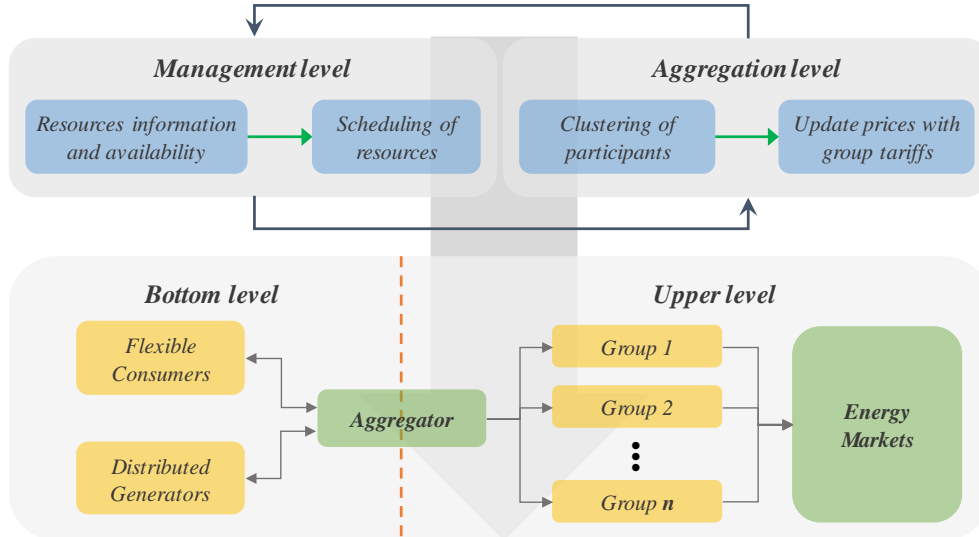 Management level
Resources information
and availability
Scheduling of
resources
Aggregation level
Clustering of
participants
Update prices with
group tariffs
Bottom level
Flexible
Consumers
Distributed
Generators
Aggregator
Upper level
Group 1
Group 2
Group n
Energy
Markets